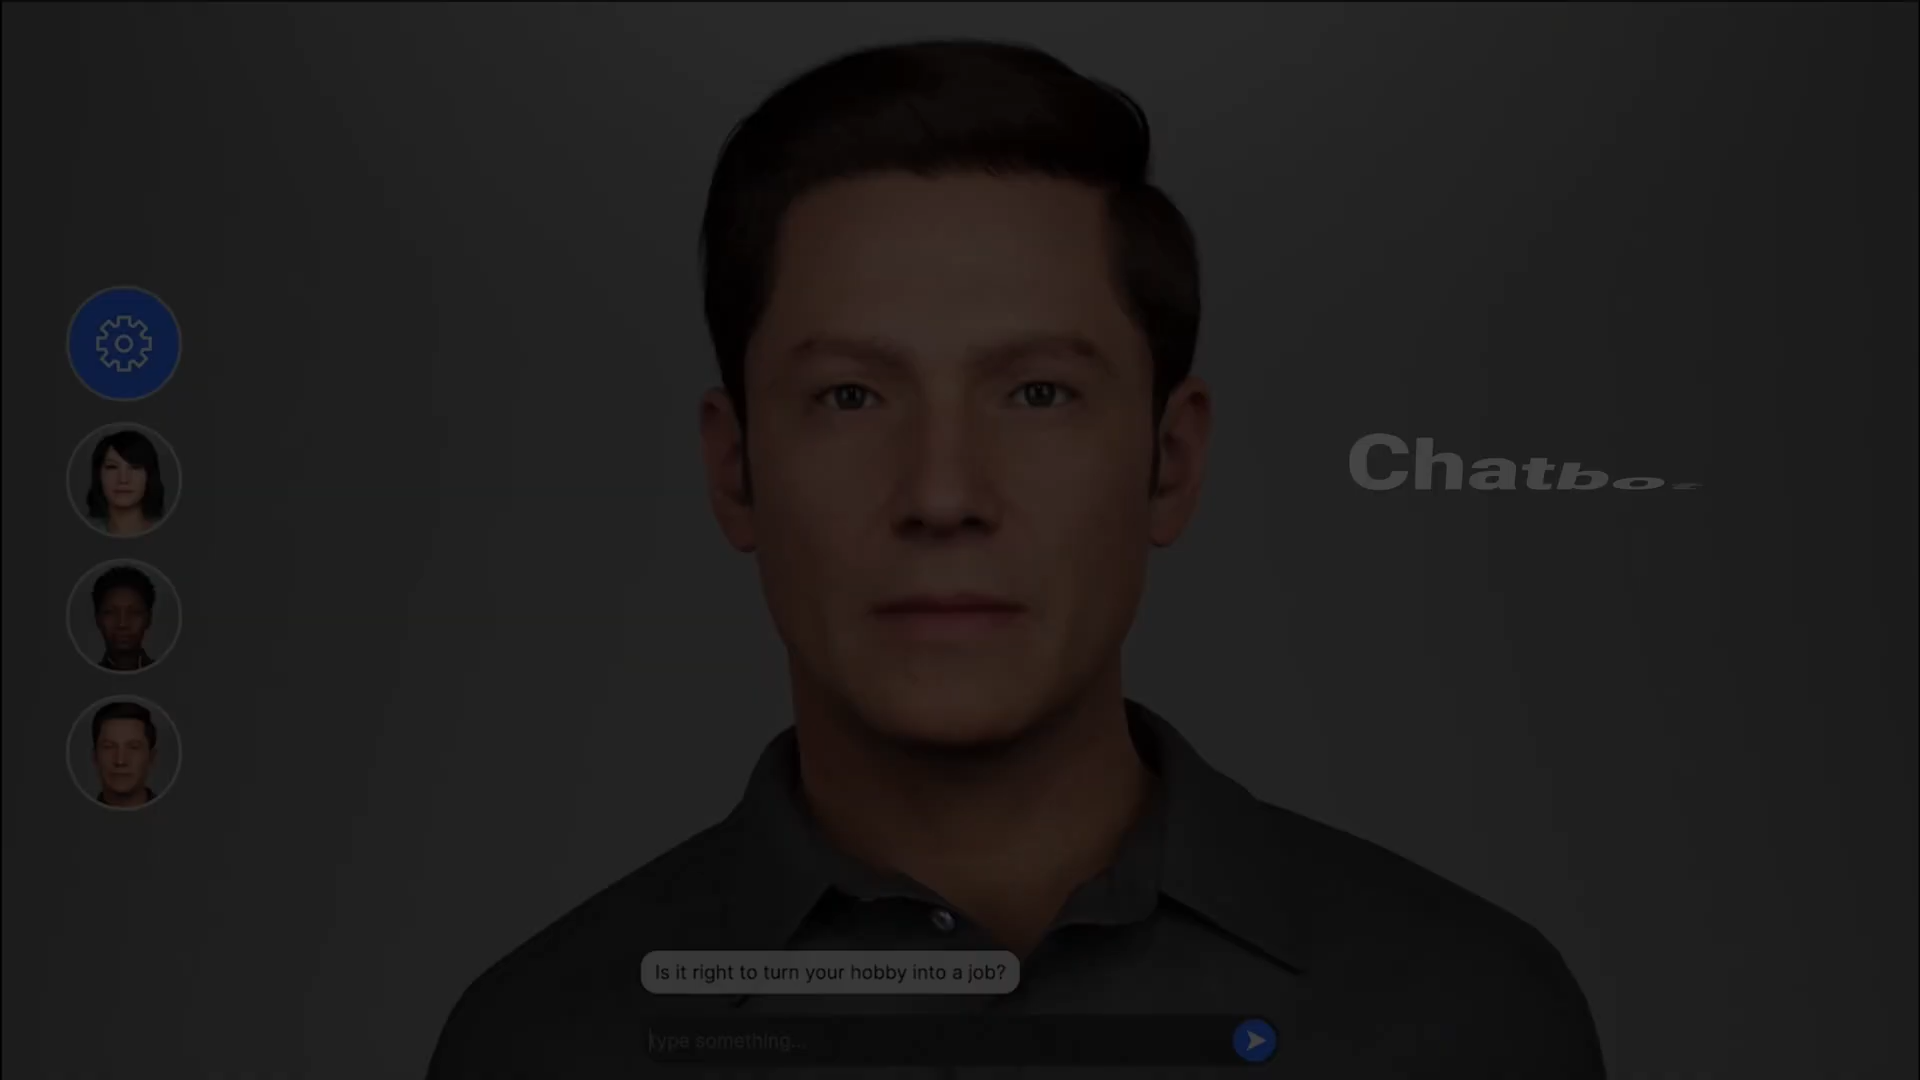 Chatbo
Is it right to turn your hobby into a job?
type something...